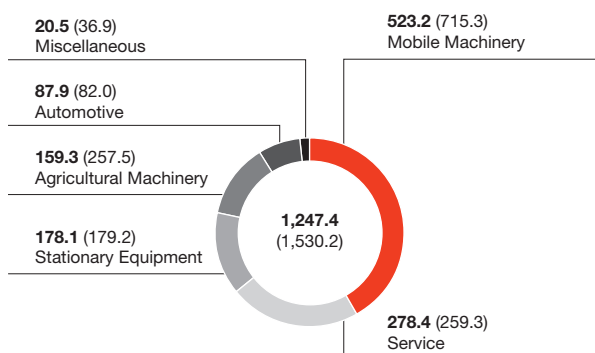 20.5 (36.9)
Miscellaneous
523.2 (715.3)
Mobile Machinery
87.9 (82.0)
Automotive
159.3 (257.5)
Agricultural Machinery
178.1 (179.2)
Stationary Equipment
1,247.4
(1,530.2)
278.4 (259.3)
Service